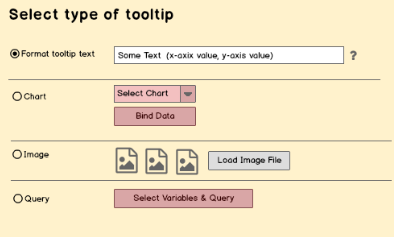 Select type of tooltip
Format tooltip text
Some Text (x-axix value, y-axis value)
?
Chart
Select Chart
Bind Data
Image
Load Image File
Query
Select Variables & Query